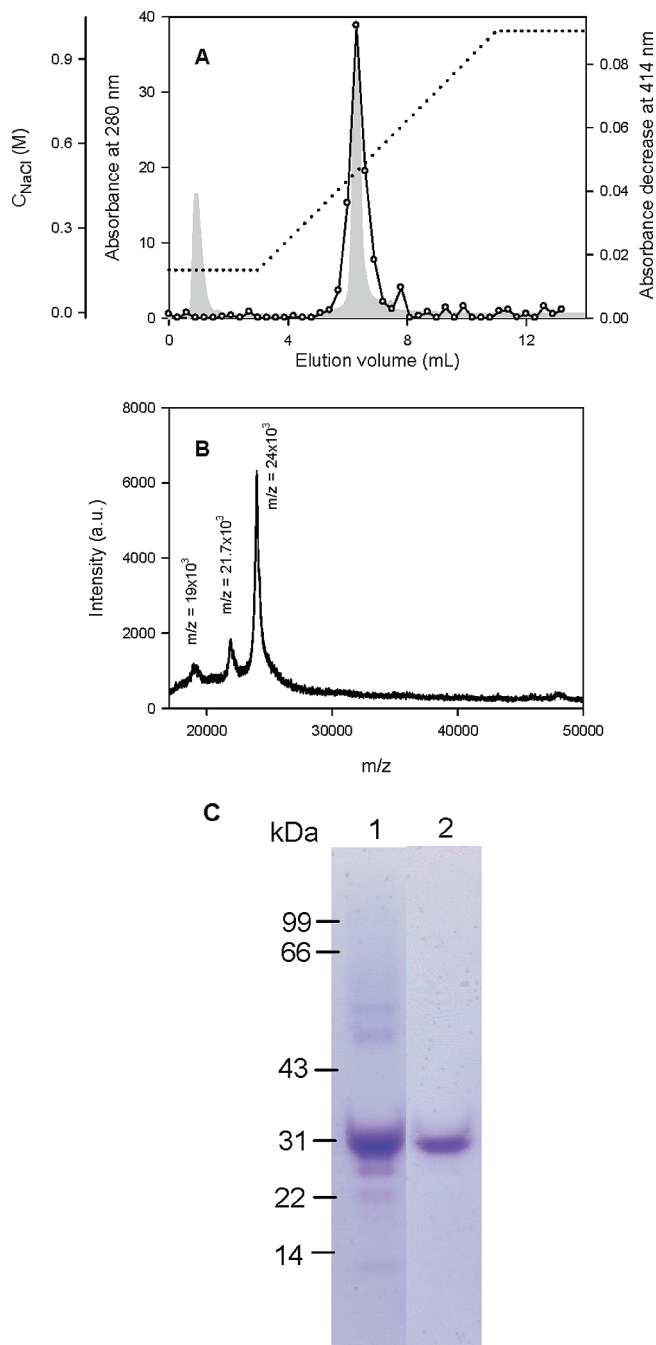 A
C_NaCl (M)
0.9
0.6
0.3
0.0
Absorbance at 280 nm
40
30
20
10
0
Absorbance decrease at 414 nm
0.08
0.06
0.04
0.02
0.00
0 4 8 12
Elution volume (mL)
B
Intensity (a.u.)
8000
6000
4000
2000
0
m/z = 19x10³
m/z = 21.7x10³
m/z = 24x10³
20000 30000 40000 50000
m/z
C
kDa 1 2
99
66
43
31
22
14